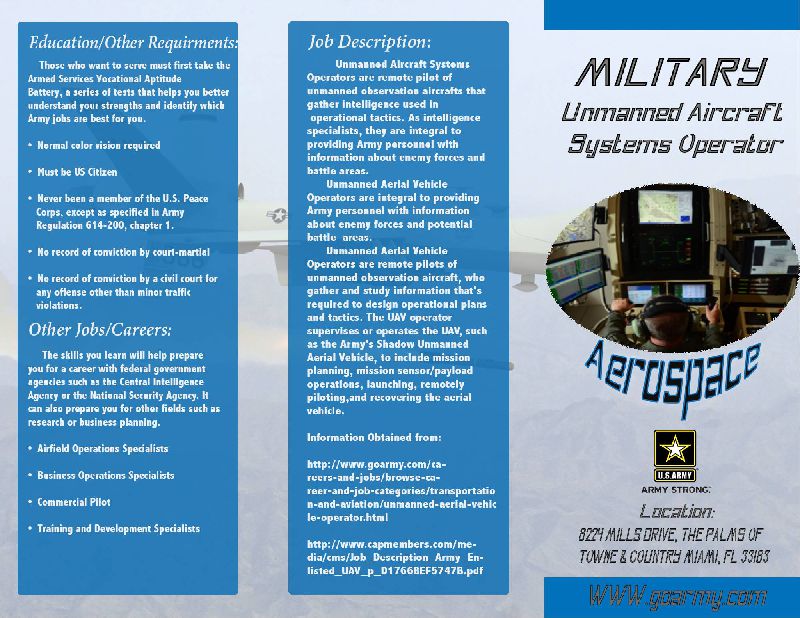 Education/Other Requirments:
Those who want to serve must first take the
Armed Services Vocational Aptitude
Battery, a series of tests that helps you better
understand your strengths and identify which
Army jobs are best for you.
• Normal color vision required
• Must be US Citizen
• Never been a member of the U.S. Peace
Corps, except as specified in Army
Regulation 614-200, chapter 1.
• No record of conviction by court-martial
• No record of conviction by a civil court for
any offense other than minor traffic
violations.
Other Jobs/Careers:
The skills you learn will help prepare
you for a career with federal government
agencies such as the Central Intelligence
Agency or the National Security Agency. It
can also prepare you for other fields such as
research or business planning.
• Airfield Operations Specialists
• Business Operations Specialists
• Commercial Pilot
• Training and Development Specialists
Job Description:
Unmanned Aircraft Systems
Operators are remote pilot of
unmanned observation aircrafts that
gather intelligence used in
operational tactics. As intelligence
specialists, they are integral to
providing Army personnel with
information about enemy forces and
battle areas.
Unmanned Aerial Vehicle
Operators are integral to providing
Army personnel with information
about enemy forces and potential
battle areas.
Unmanned Aerial Vehicle
Operators are remote pilots of
unmanned observation aircraft, who
gather and study information that's
required to design operational plans
and tactics. The UAV operator
supervises or operates the UAV, such
as the Army's Shadow Unmanned
Aerial Vehicle, to include mission
planning, mission sensor/payload
operations, launching, remotely
piloting,and recovering the aerial
vehicle.
Information Obtained from:
http://www.goarmy.com/ca-
reers-and-jobs/browse-ca-
reer-and-job-categories/transportatio
n-and-aviation/unmanned-aerial-vehic
le-operator.html
http://www.capmembers.com/me-
dia/cms/Job_Description_Army_En-
listed_UAV_p_D1766BEF5747B.pdf
MILITARY
Unmanned Aircraft
Systems Operator
Aerospace
U.S.ARMY
ARMY STRONG.
Location:
8224 MILLS DRIVE, THE PALMS OF
TOWNE & COUNTRY MIAMI, FL 33183
WWW.goarmy.com